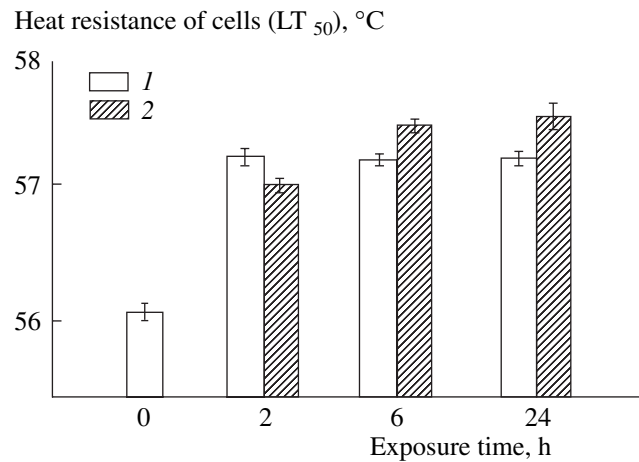 Heat resistance of cells (LT 50), °C
58
1
2
57
56
0 2 6 24
Exposure time, h